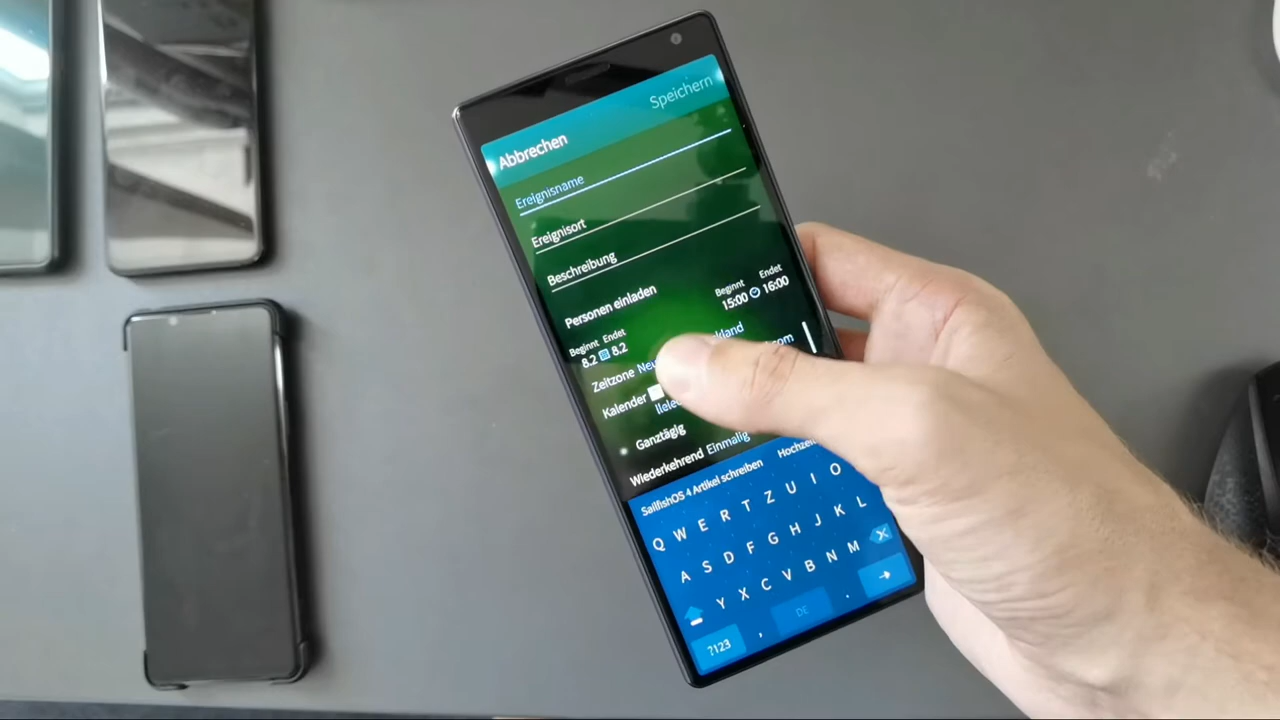 Speichern
Abbrechen
Ereignisname
Ereignisort
Beschreibung
Personen einladen
Beginnt Endet
8.2 8.2
Beginnt Endet
15:00 16:00
Zeitzone
Kalender
Ganztägig
Wiederkehrend Einmalig
SailfishOS 4 Artikel schreiben
Q W E R T Z U I O
A S D F G H J K L
Y X C V B N M
?123 , DE .